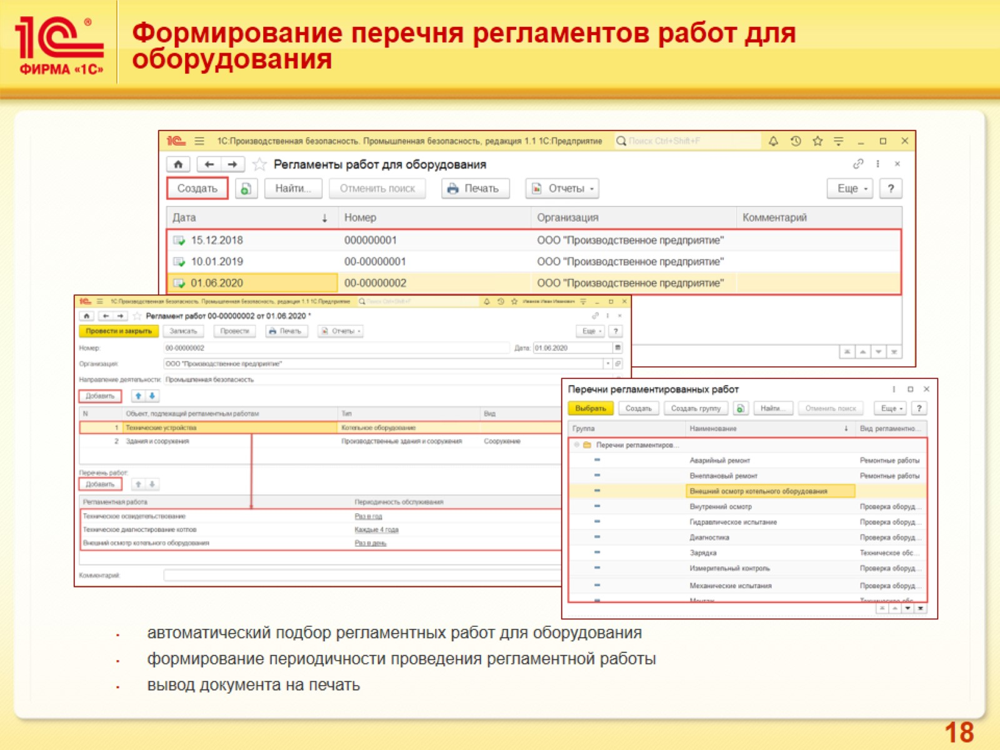 1С®
ФИРМА «1С»
Формирование перечня регламентов работ для
оборудования
1С:Производственная безопасность. Промышленная безопасность, редакция 1.1 1С:Предприятие
Поиск Ctrl+Shift+F
Регламенты работ для оборудования
Создать Найти... Отменить поиск Печать Отчеты Еще ?
Дата ↓ Номер Организация Комментарий
15.12.2018 000000001 ООО "Производственное предприятие"
10.01.2019 00-00000001 ООО "Производственное предприятие"
01.06.2020 00-00000002 ООО "Производственное предприятие"
1С:Производственная безопасность. Промышленная безопасность, редакция 1.1 1С:Предприятие Поиск Ctrl+Shift+F Иванов Иван Иванович
Регламент работ 00-00000002 от 01.06.2020 *
Провести и закрыть Записать Провести Печать Отчеты Еще ?
Номер: 00-00000002 Дата: 01.06.2020
Организация: ООО "Производственное предприятие"
Направление деятельности: Промышленная безопасность
Добавить
N Объект, подлежащий регламентным работам Тип Вид
1 Технические устройства Котельное оборудование
2 Здания и сооружения Производственные здания и сооружения Сооружение
Перечень работ:
Добавить
Регламентная работа Периодичность обслуживания
Техническое освидетельствование Раз в год
Техническое диагностирование котлов Каждые 4 года
Внешний осмотр котельного оборудования Раз в день
Комментарий:
Перечни регламентированных работ
Выбрать Создать Создать группу Найти... Отменить поиск Еще ?
Группа Наименование ↓ Вид регламентно...
Перечни регламентиров...
Аварийный ремонт Ремонтные работы
Внеплановый ремонт Ремонтные работы
Внешний осмотр котельного оборудования
Внутренний осмотр Проверка оборуд...
Гидравлическое испытание Проверка оборуд...
Диагностика Проверка оборуд...
Зарядка Техническое обс...
Измерительный контроль Проверка оборуд...
Механические испытания Проверка оборуд...
Монтаж Техническое обс...
автоматический подбор регламентных работ для оборудования
формирование периодичности проведения регламентной работы
вывод документа на печать
18